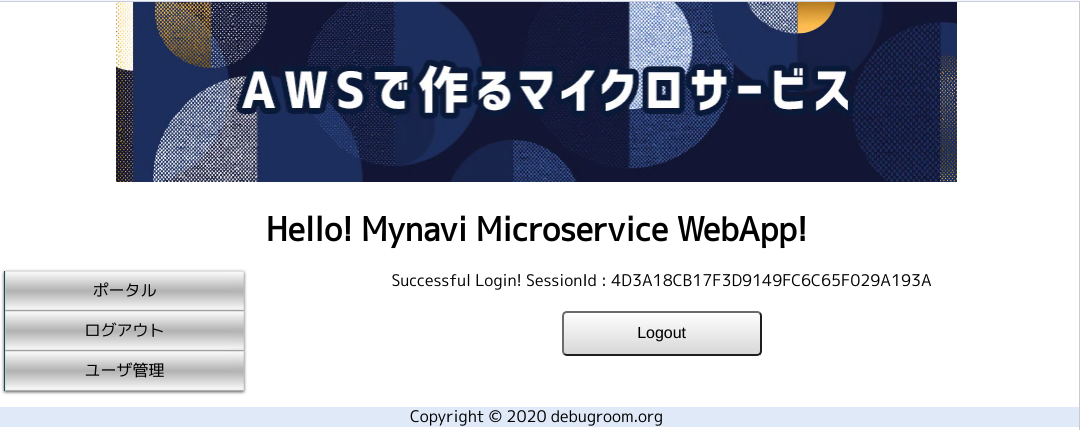 AWSで作るマイクロサービス
Hello! Mynavi Microservice WebApp!
ポータル
ログアウト
ユーザ管理
Successful Login! SessionId : 4D3A18CB17F3D9149FC6C65F029A193A
Logout
Copyright © 2020 debugroom.org